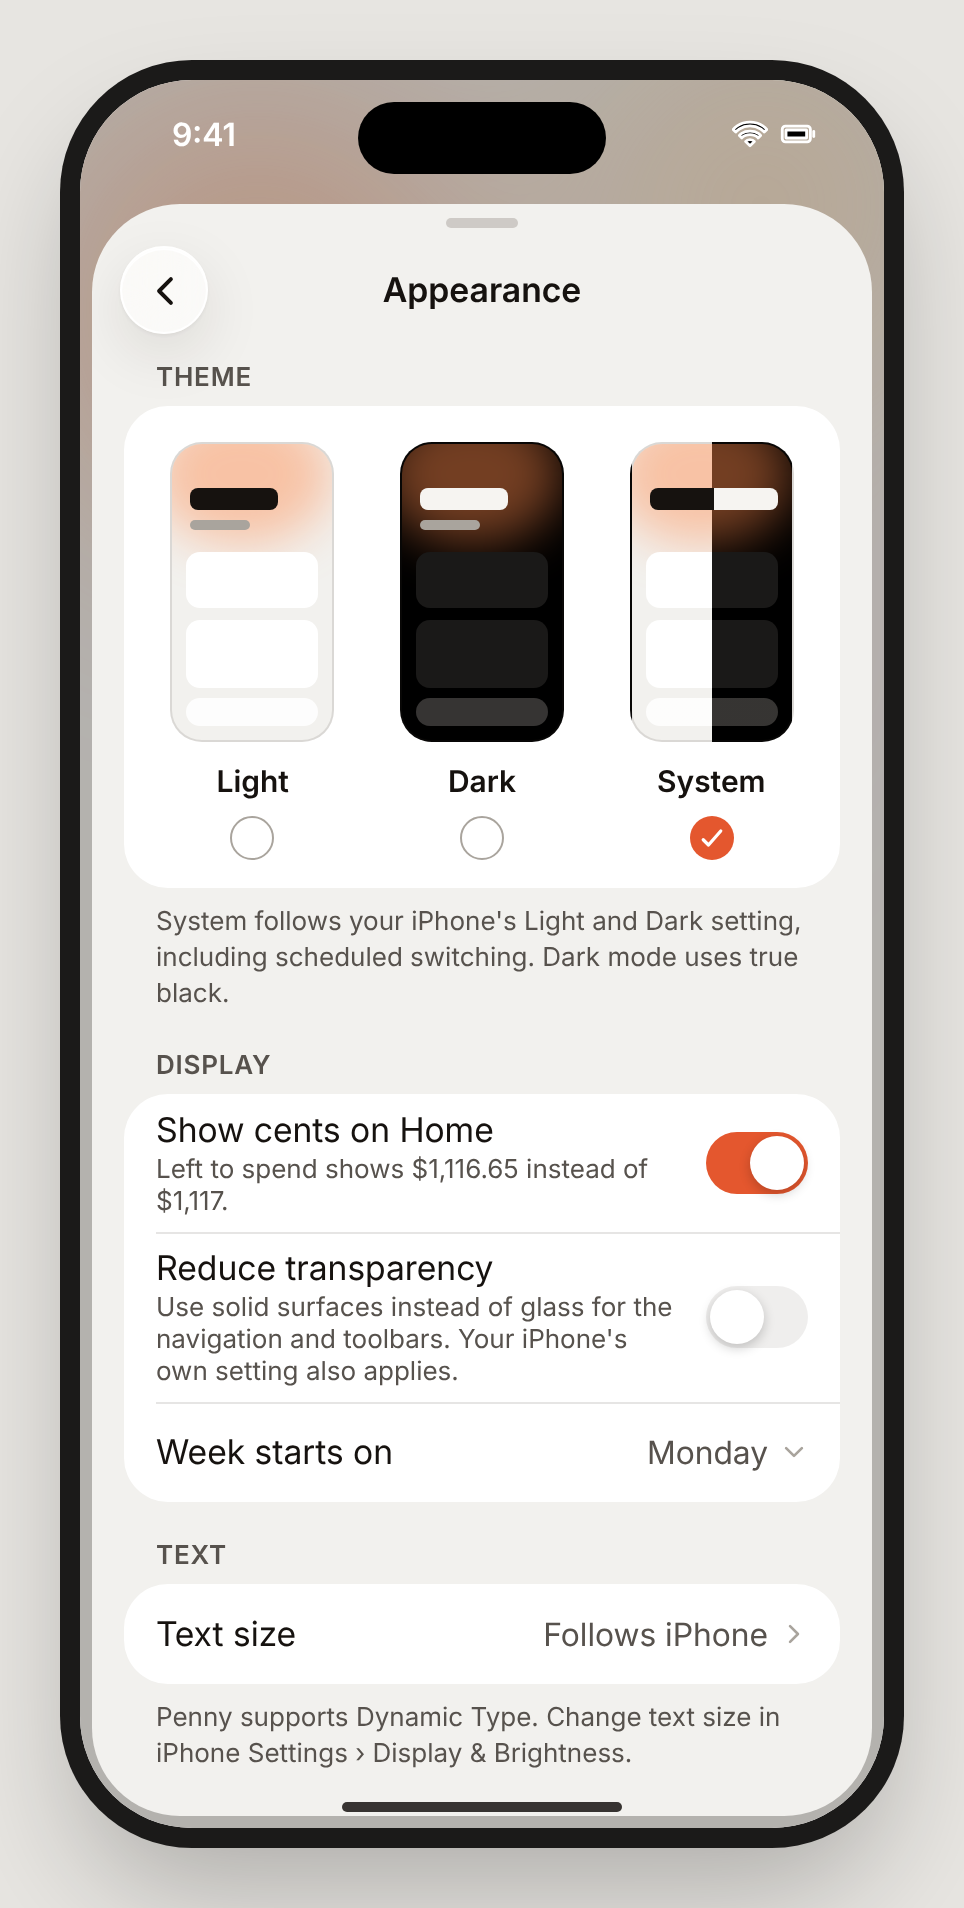 9:41
Appearance
THEME
Light
Dark
System
System follows your iPhone's Light and Dark setting,
including scheduled switching. Dark mode uses true
black.
DISPLAY
Show cents on Home
Left to spend shows $1,116.65 instead of
$1,117.
Reduce transparency
Use solid surfaces instead of glass for the
navigation and toolbars. Your iPhone's
own setting also applies.
Week starts on
Monday
TEXT
Text size
Follows iPhone
Penny supports Dynamic Type. Change text size in
iPhone Settings › Display & Brightness.